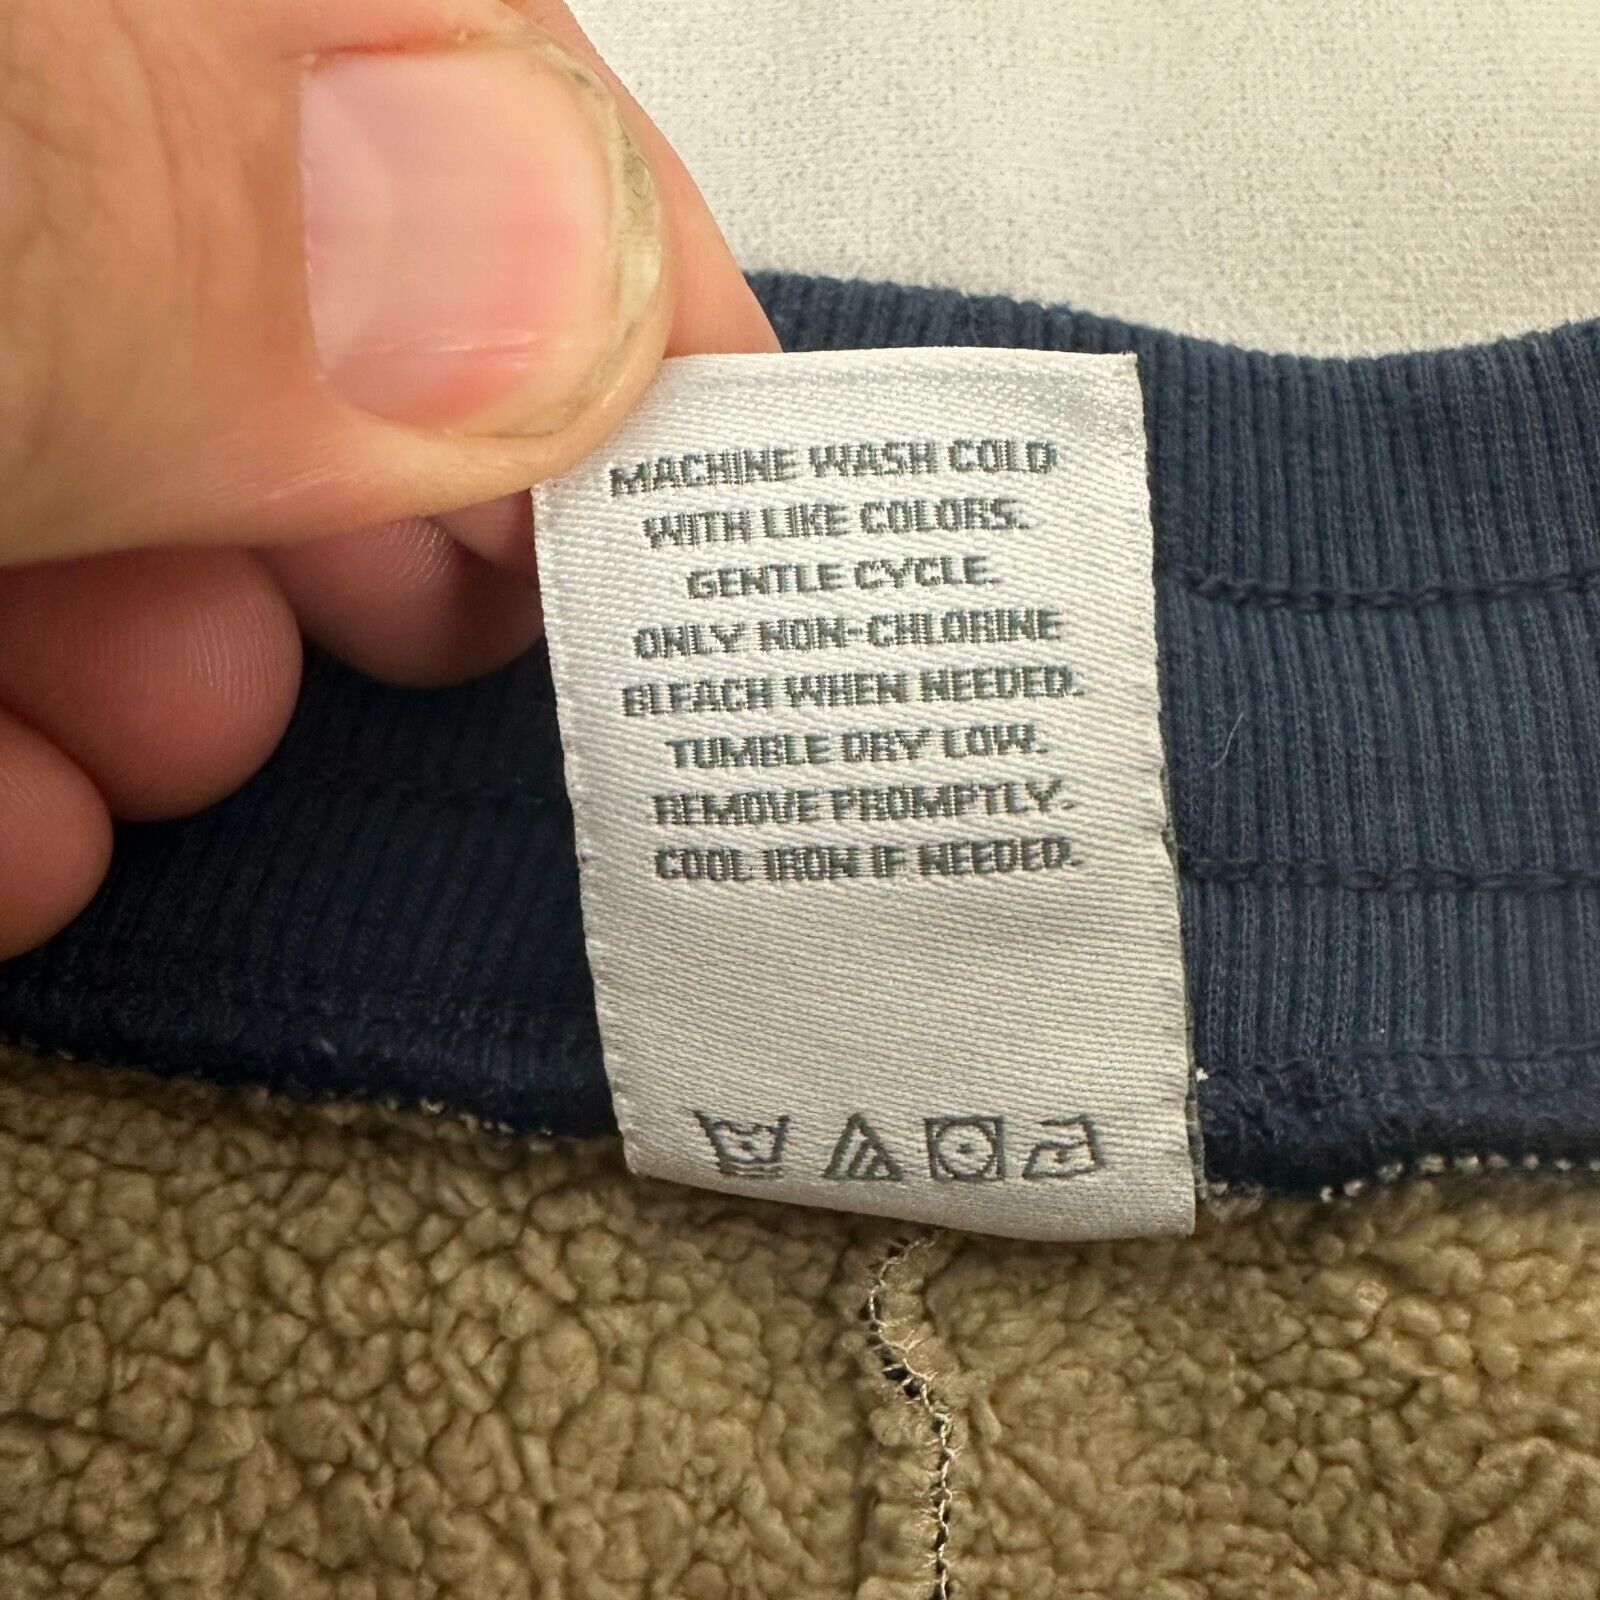 MACHINE WASH COLD
WITH LIKE COLORS.
GENTLE CYCLE.
ONLY NON-CHLORINE
BLEACH WHEN NEEDED.
TUMBLE DRY LOW.
REMOVE PROMPTLY.
COOL IRON IF NEEDED.